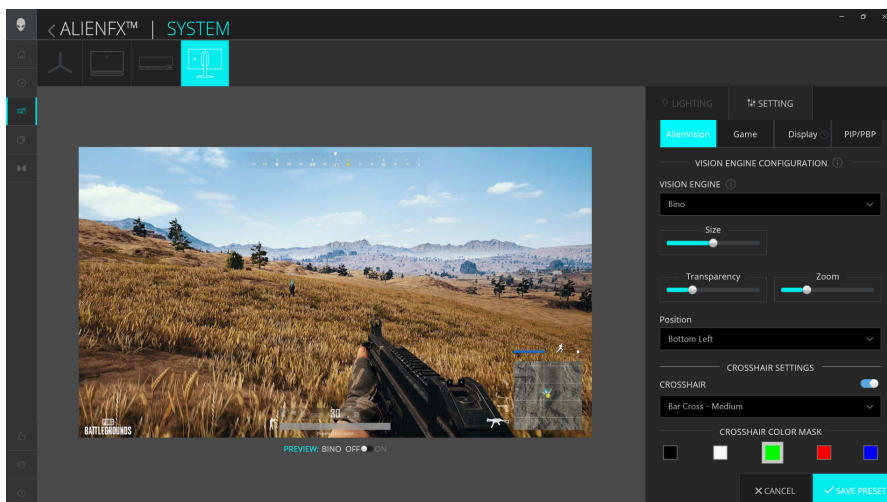 ALIENFX™ | SYSTEM
LIGHTING
SETTING
AlienVision
Game
Display
PIP/PBP
VISION ENGINE CONFIGURATION
VISION ENGINE
Bino
Size
Transparency
Zoom
Position
Bottom Left
CROSSHAIR SETTINGS
CROSSHAIR
Bar Cross - Medium
CROSSHAIR COLOR MASK
30
PUBG
BATTLEGROUNDS
PREVIEW: BINO OFF ON
CANCEL
SAVE PRESET